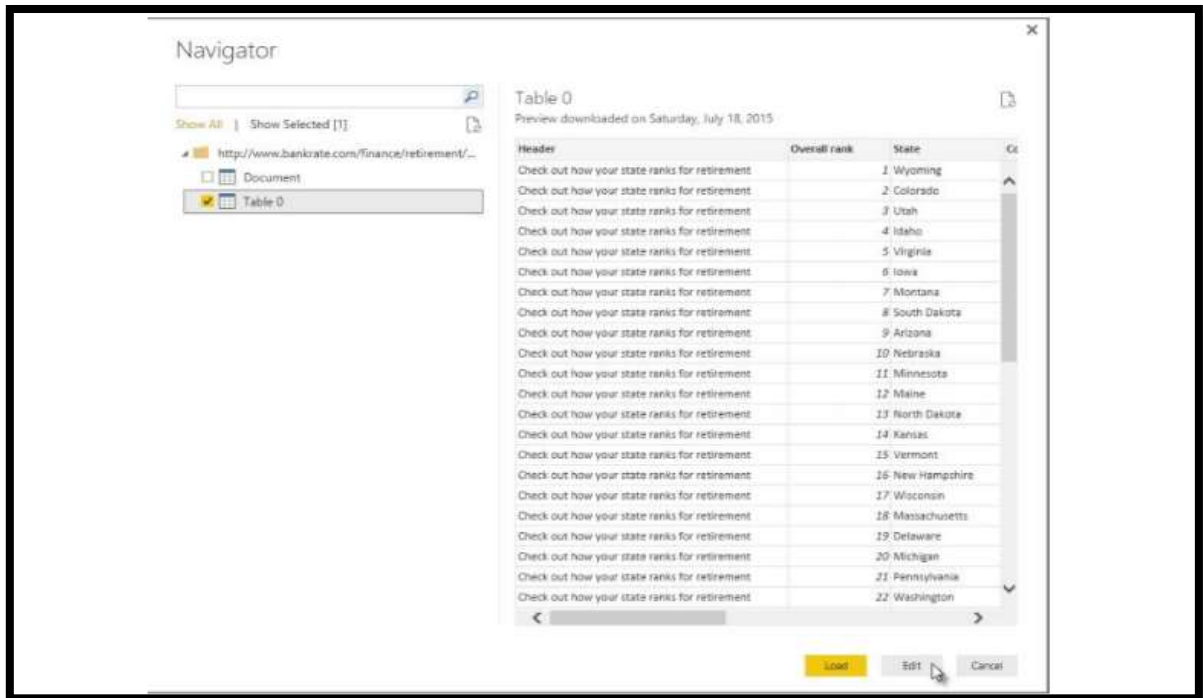 Navigator
Show All | Show Selected [1]
http://www.bankrate.com/finance/retirement/...
Document
Table 0
Table 0
Preview downloaded on Saturday, July 18, 2015
Header Overall rank State Co
Check out how your state ranks for retirement 1 Wyoming
Check out how your state ranks for retirement 2 Colorado
Check out how your state ranks for retirement 3 Utah
Check out how your state ranks for retirement 4 Idaho
Check out how your state ranks for retirement 5 Virginia
Check out how your state ranks for retirement 6 Iowa
Check out how your state ranks for retirement 7 Montana
Check out how your state ranks for retirement 8 South Dakota
Check out how your state ranks for retirement 9 Arizona
Check out how your state ranks for retirement 10 Nebraska
Check out how your state ranks for retirement 11 Minnesota
Check out how your state ranks for retirement 12 Maine
Check out how your state ranks for retirement 13 North Dakota
Check out how your state ranks for retirement 14 Kansas
Check out how your state ranks for retirement 15 Vermont
Check out how your state ranks for retirement 16 New Hampshire
Check out how your state ranks for retirement 17 Wisconsin
Check out how your state ranks for retirement 18 Massachusetts
Check out how your state ranks for retirement 19 Delaware
Check out how your state ranks for retirement 20 Michigan
Check out how your state ranks for retirement 21 Pennsylvania
Check out how your state ranks for retirement 22 Washington
Load Edit Cancel